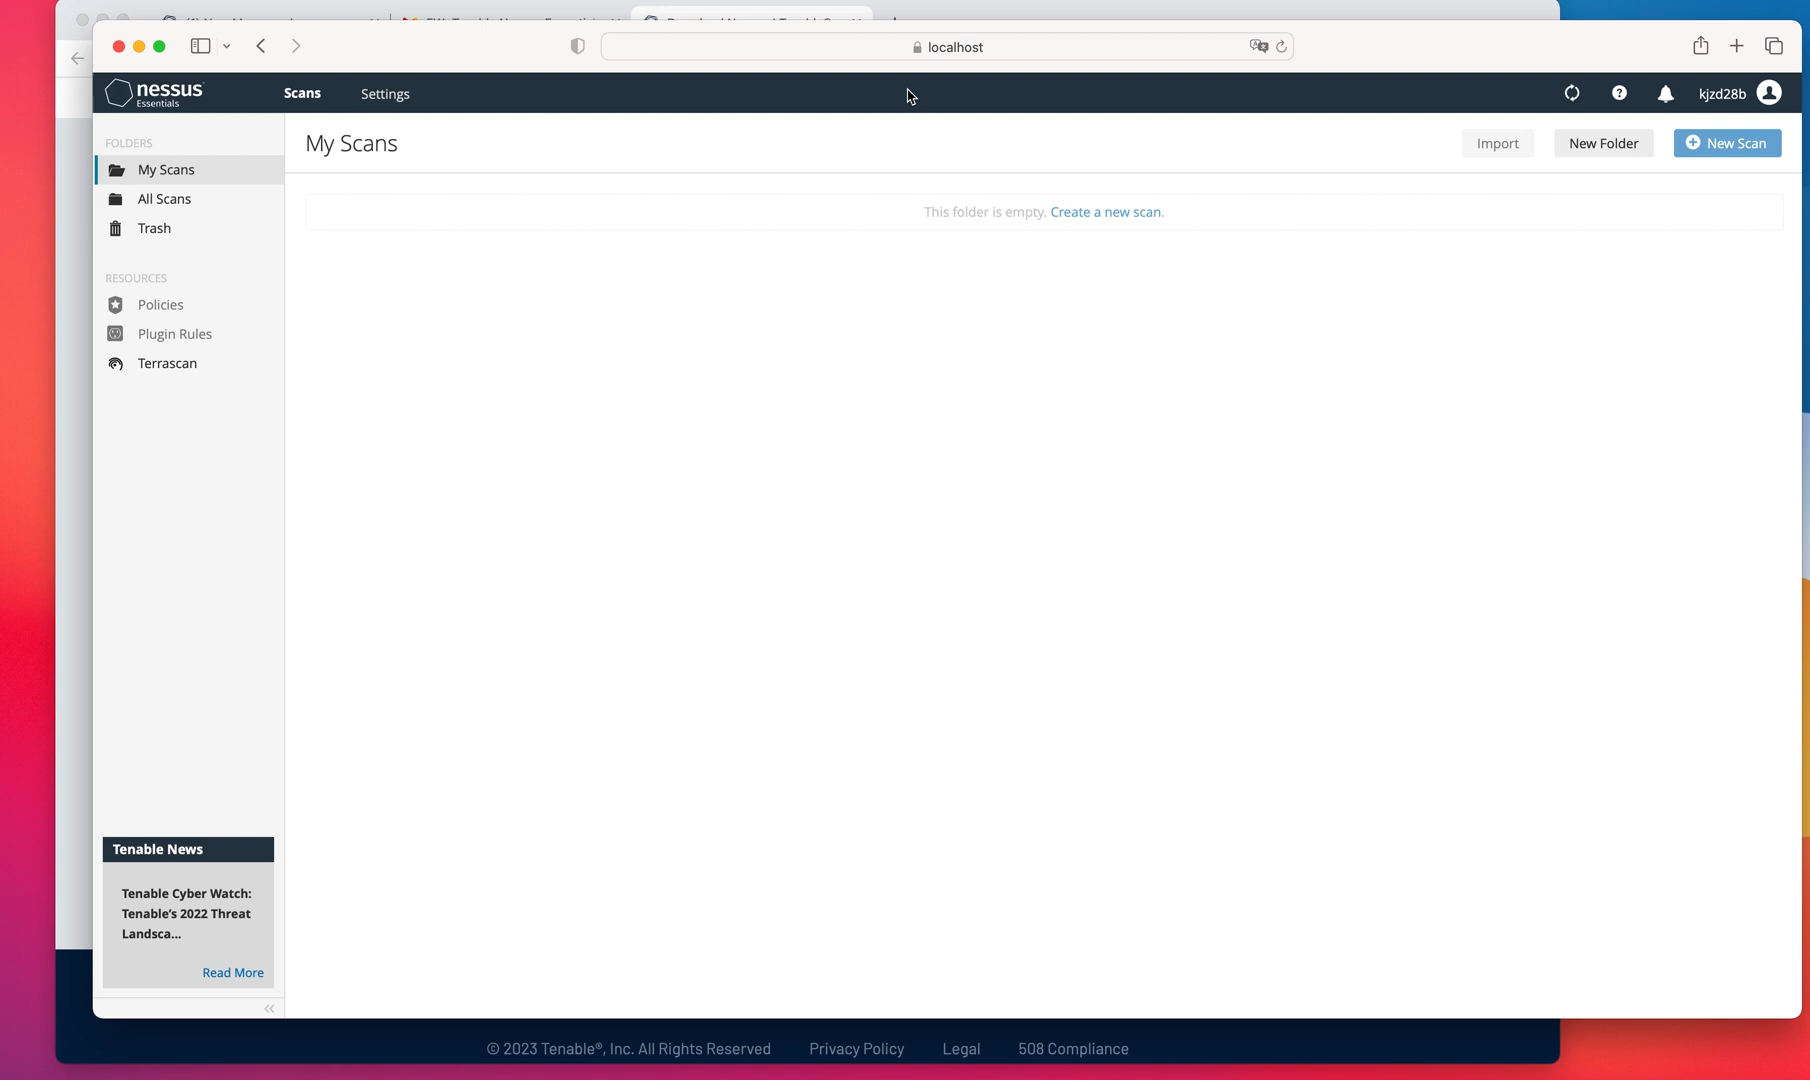 localhost
nessus
Essentials
Scans
Settings
kjzd28b
FOLDERS
My Scans
All Scans
Trash
RESOURCES
Policies
Plugin Rules
Terrascan
My Scans
Import
New Folder
New Scan
This folder is empty. Create a new scan.
Tenable News
Tenable Cyber Watch:
Tenable's 2022 Threat
Landsca...
Read More
© 2023 Tenable®, Inc. All Rights Reserved
Privacy Policy
Legal
508 Compliance